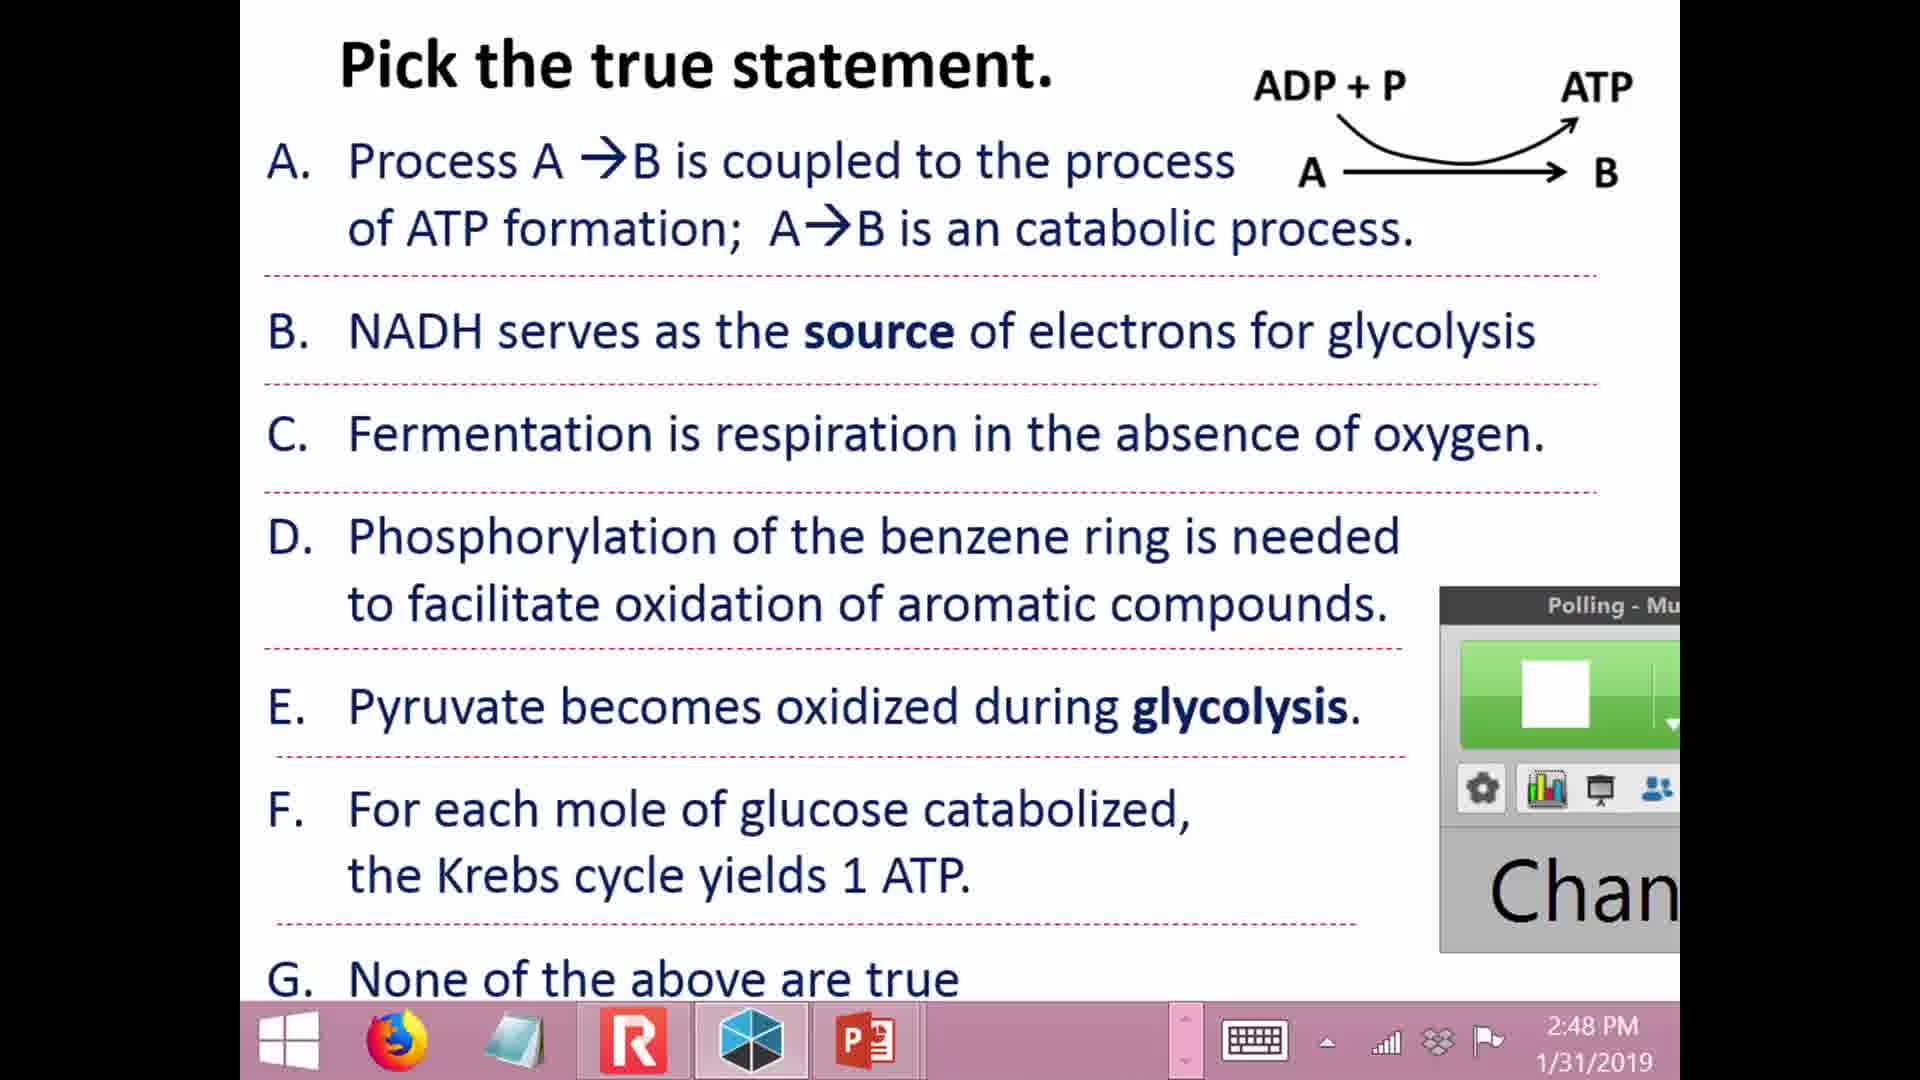 Pick the true statement.
ADP + P ATP
A B
A. Process A →B is coupled to the process
of ATP formation; A→B is an catabolic process.
B. NADH serves as the source of electrons for glycolysis
C. Fermentation is respiration in the absence of oxygen.
D. Phosphorylation of the benzene ring is needed
to facilitate oxidation of aromatic compounds.
E. Pyruvate becomes oxidized during glycolysis.
F. For each mole of glucose catabolized,
the Krebs cycle yields 1 ATP.
G. None of the above are true
Polling - Mu
Chan
R
P
2:48 PM
1/31/2019